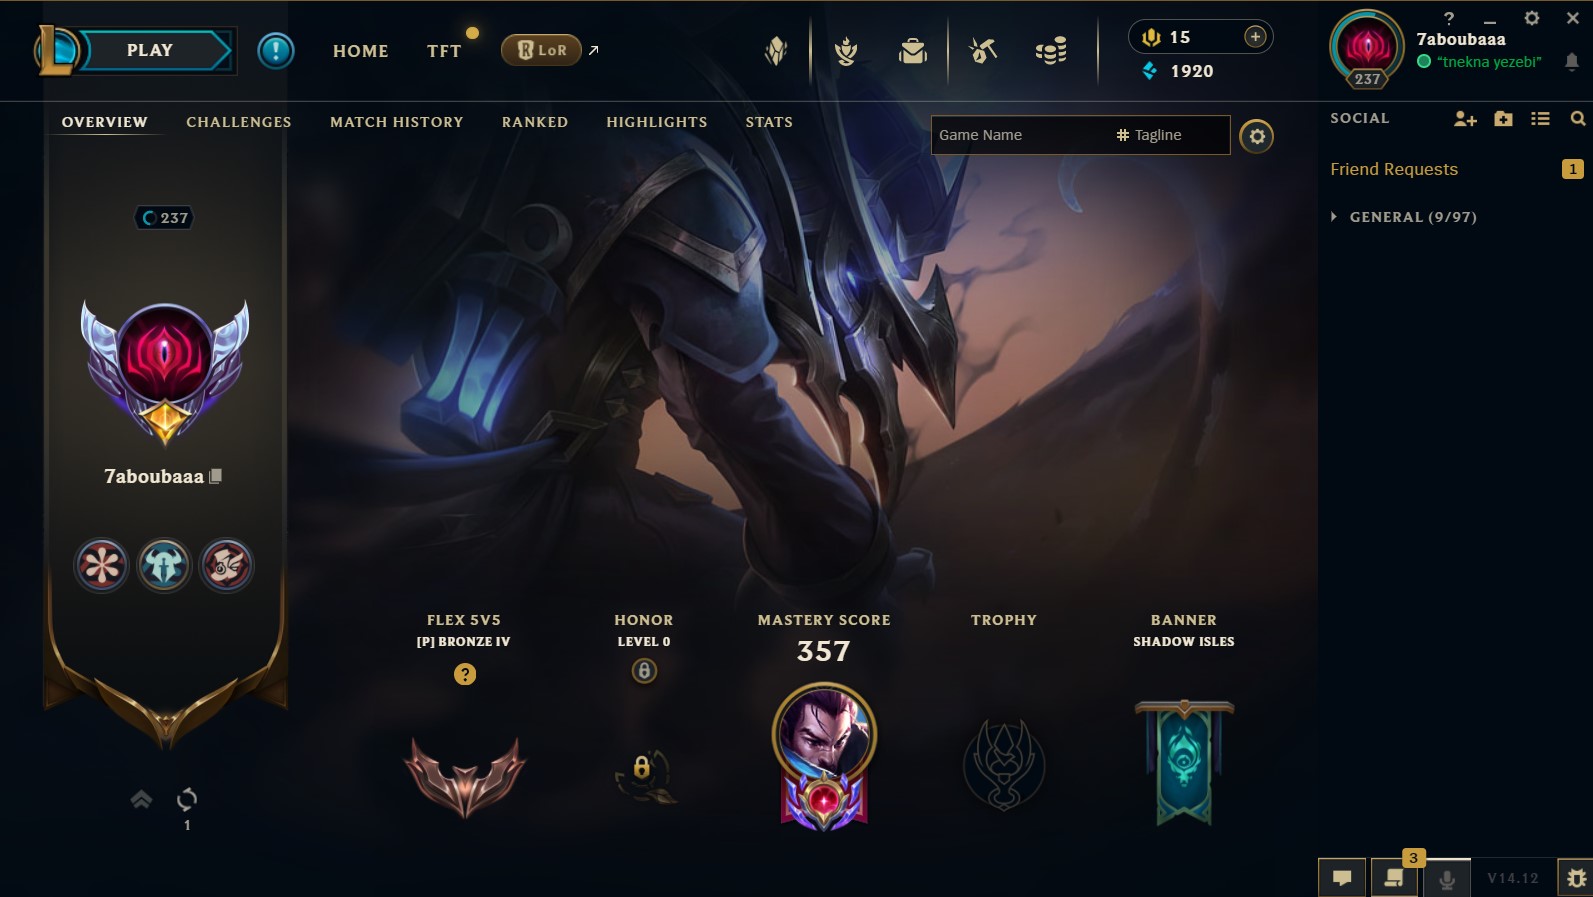 PLAY
HOME
TFT
LoR
15
1920
237
7aboubaaa
“tnekna yezebi”
OVERVIEW
CHALLENGES
MATCH HISTORY
RANKED
HIGHLIGHTS
STATS
Game Name
# Tagline
SOCIAL
Friend Requests
1
GENERAL (9/97)
237
7aboubaaa
FLEX 5V5
[P] BRONZE IV
?
HONOR
LEVEL 0
MASTERY SCORE
357
TROPHY
BANNER
SHADOW ISLES
1
3
V14.12